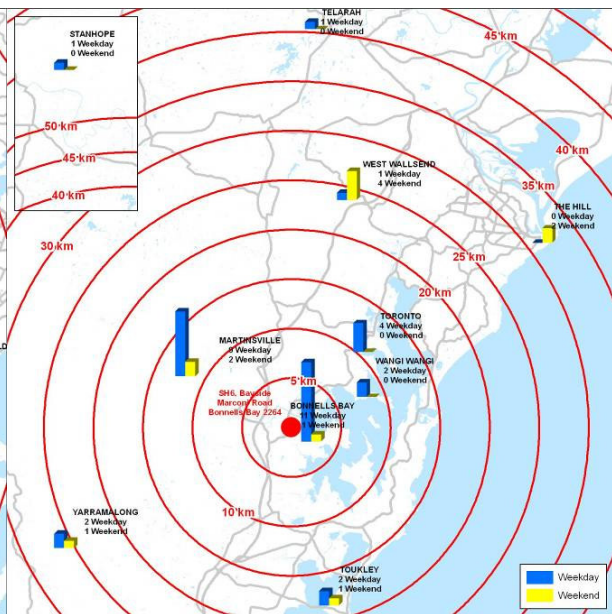 TELARAH
1 Weekday
0 Weekend
45 km
STANHOPE
1 Weekday
0 Weekend
50 km
45 km
40 km
40 km
WEST WALLSEND
1 Weekday
4 Weekend
35 km
THE HILL
0 Weekday
2 Weekend
30 km
25 km
20 km
TORONTO
4 Weekday
0 Weekend
MARTINSVILLE
9 Weekday
2 Weekend
WANGI WANGI
2 Weekday
0 Weekend
5 km
SH6. Bayside
Marconi Road
Bonnells Bay 2264
BONNELLS BAY
11 Weekday
1 Weekend
10 km
YARRAMALONG
2 Weekday
1 Weekend
TOUKLEY
2 Weekday
1 Weekend
Weekday
Weekend